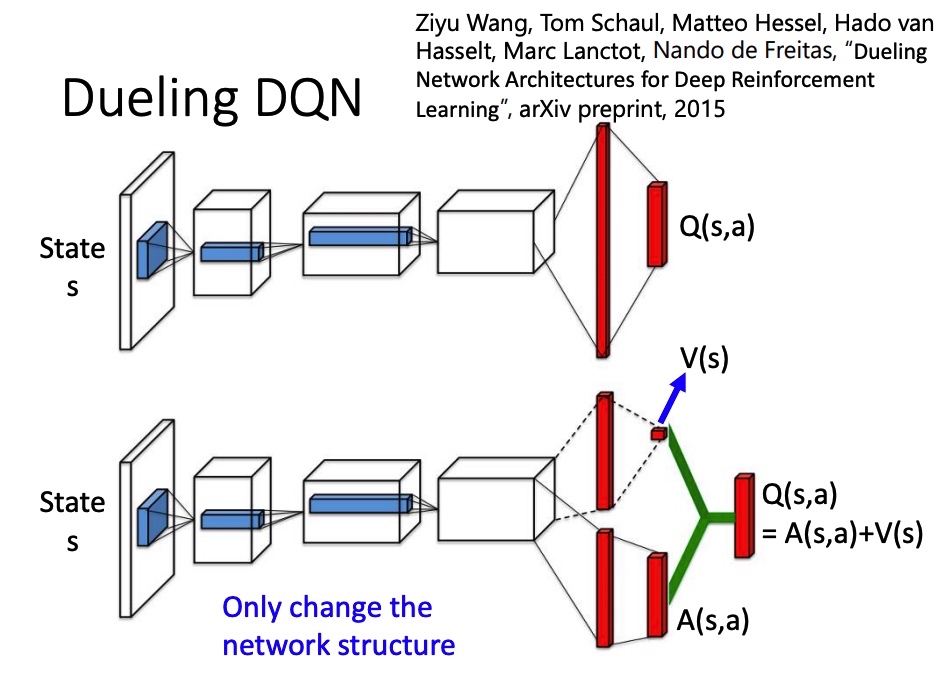 Ziyu Wang, Tom Schaul, Matteo Hessel, Hado van
Hasselt, Marc Lanctot, Nando de Freitas, “Dueling
Network Architectures for Deep Reinforcement
Learning”, arXiv preprint, 2015
Dueling DQN
State
s
Q(s,a)
V(s)
State
s
Q(s,a)
= A(s,a)+V(s)
Only change the
network structure
A(s,a)